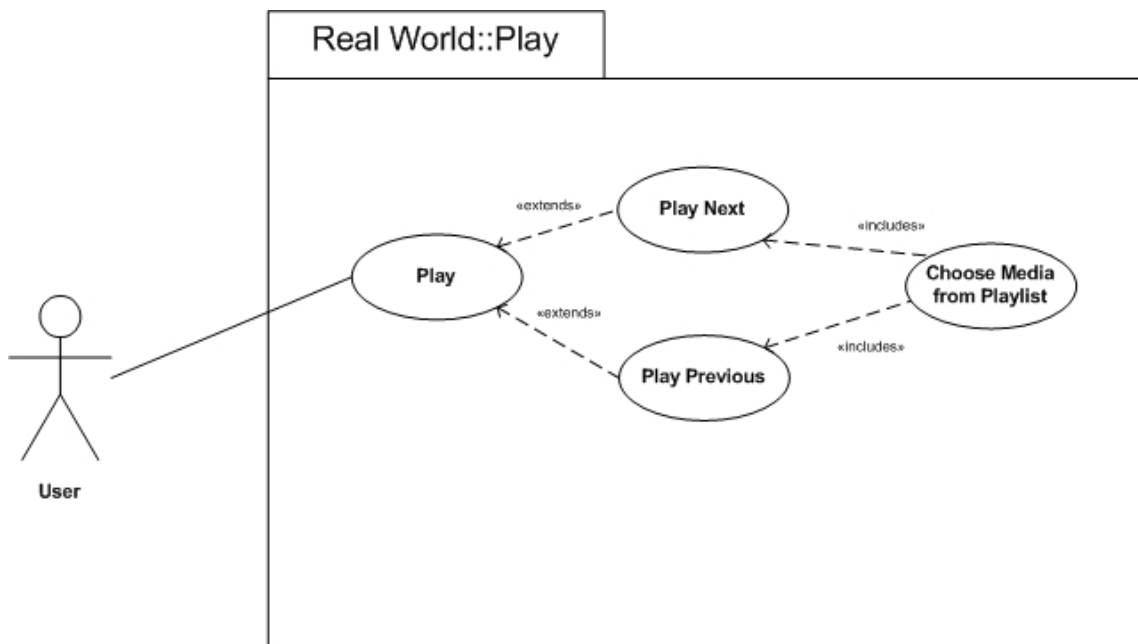 Real World::Play
«extends»
Play Next
«includes»
Play
Choose Media
from Playlist
«extends»
Play Previous
«includes»
User